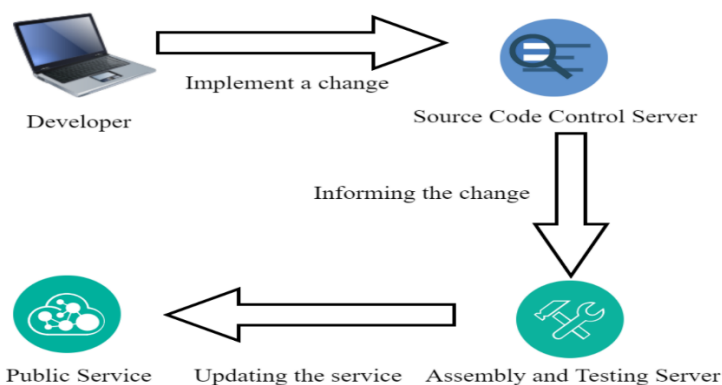 Implement a change
Developer
Source Code Control Server
Informing the change
Public Service
Updating the service
Assembly and Testing Server